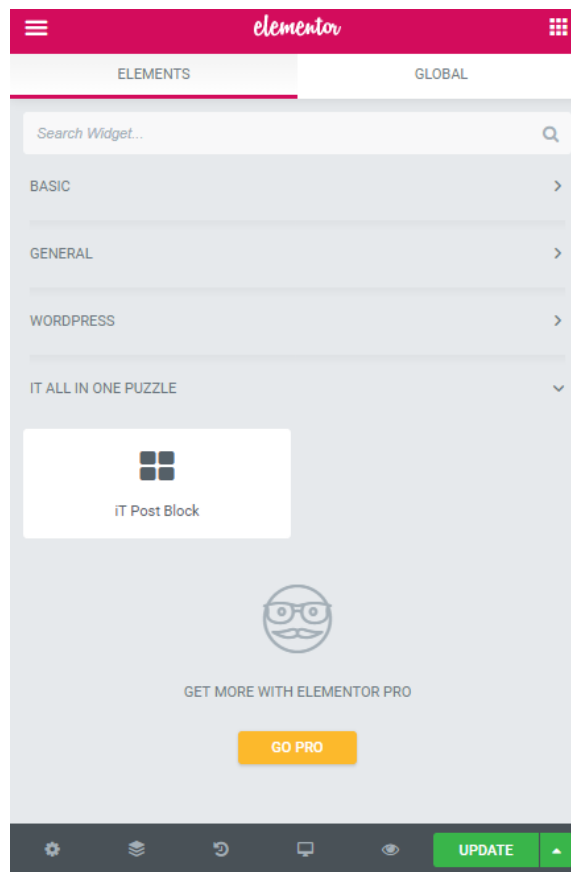 elementor
ELEMENTS GLOBAL
Search Widget...
BASIC
GENERAL
WORDPRESS
IT ALL IN ONE PUZZLE
iT Post Block
GET MORE WITH ELEMENTOR PRO
GO PRO
UPDATE